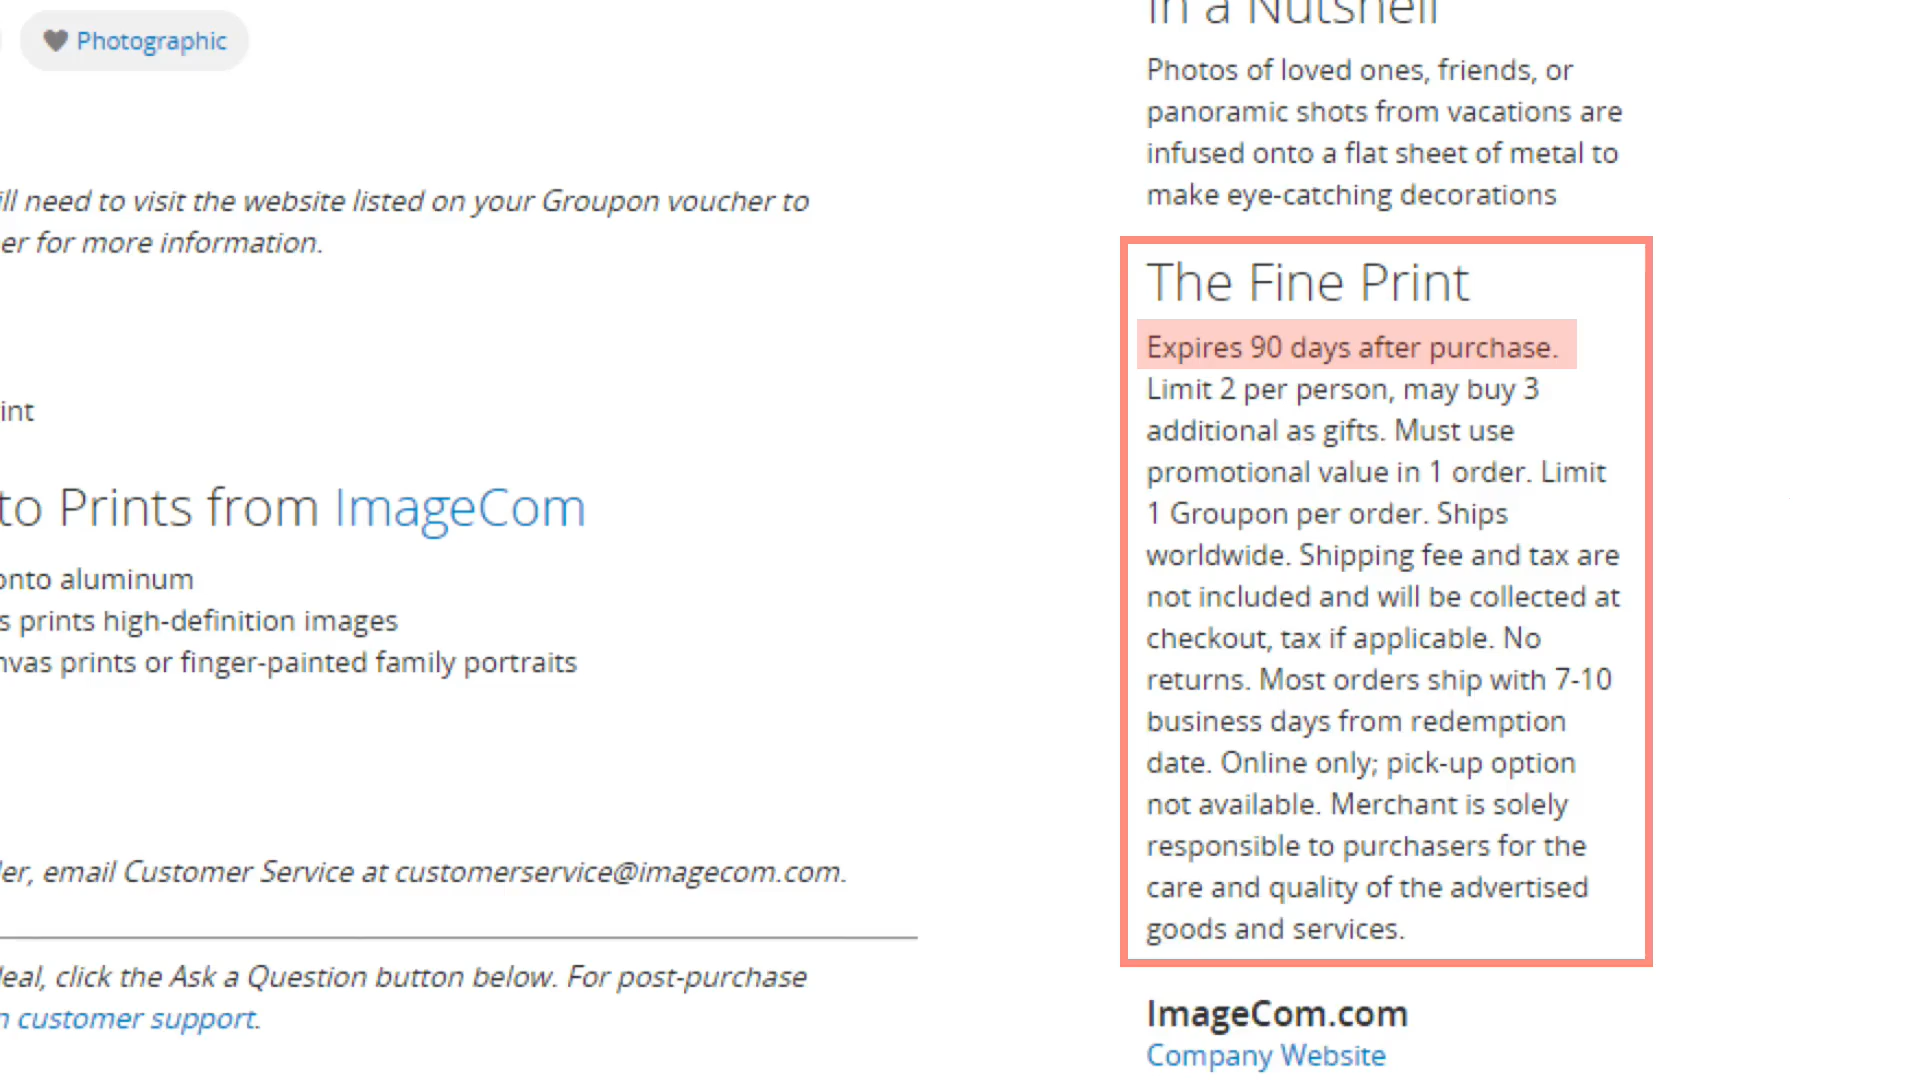 Photographic
ill need to visit the website listed on your Groupon voucher to
er for more information.
int
to Prints from ImageCom
onto aluminum
s prints high-definition images
nvas prints or finger-painted family portraits
ler, email Customer Service at customerservice@imagecom.com.
deal, click the Ask a Question button below. For post-purchase
n customer support.
In a Nutshell
Photos of loved ones, friends, or
panoramic shots from vacations are
infused onto a flat sheet of metal to
make eye-catching decorations
The Fine Print
Expires 90 days after purchase.
Limit 2 per person, may buy 3
additional as gifts. Must use
promotional value in 1 order. Limit
1 Groupon per order. Ships
worldwide. Shipping fee and tax are
not included and will be collected at
checkout, tax if applicable. No
returns. Most orders ship with 7-10
business days from redemption
date. Online only; pick-up option
not available. Merchant is solely
responsible to purchasers for the
care and quality of the advertised
goods and services.
ImageCom.com
Company Website